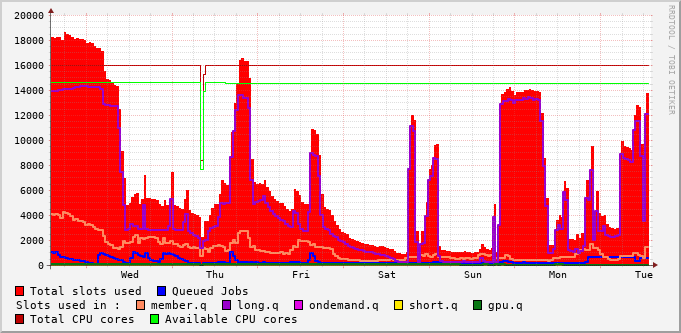 20000
18000
16000
14000
12000
10000
8000
6000
4000
2000
0
Wed Thu Fri Sat Sun Mon Tue
Total slots used Queued Jobs
Slots used in : member.q long.q ondemand.q short.q gpu.q
Total CPU cores Available CPU cores
RRDTOOL / TOBI OETIKER